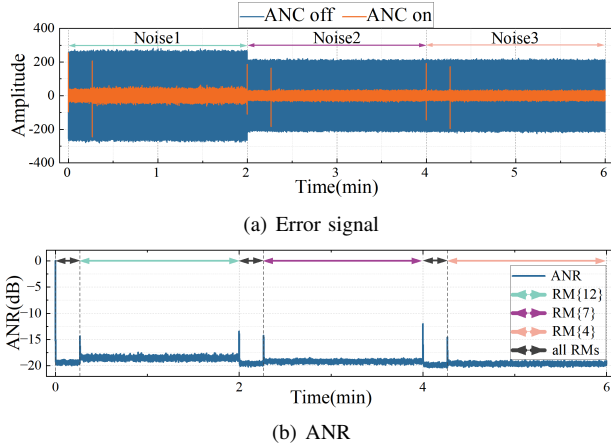 ANC off ANC on
Noise1 Noise2 Noise3
Amplitude
400
200
0
-200
-400
0 1 2 3 4 5 6
Time(min)
(a) Error signal
ANR(dB)
0
−5
−10
−15
−20
ANR
RM{12}
RM{7}
RM{4}
all RMs
0 2 4 6
Time(min)
(b) ANR